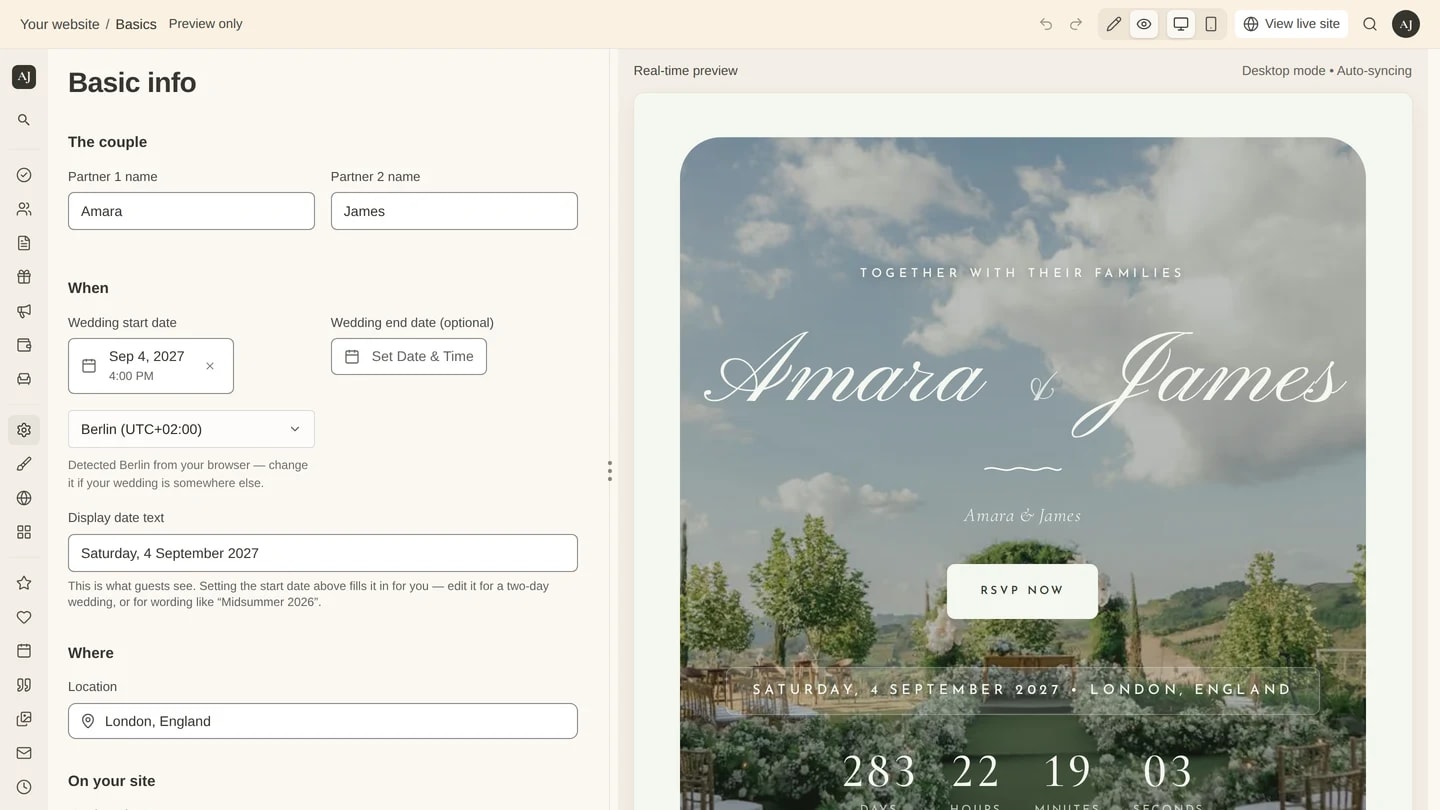 Your website / Basics Preview only
View live site
AJ
AJ
Basic info
The couple
Partner 1 name
Partner 2 name
Amara
James
When
Wedding start date
Wedding end date (optional)
Sep 4, 2027
4:00 PM
Set Date & Time
Berlin (UTC+02:00)
Detected Berlin from your browser — change
it if your wedding is somewhere else.
Display date text
Saturday, 4 September 2027
This is what guests see. Setting the start date above fills it in for you — edit it for a two-day
wedding, or for wording like “Midsummer 2026”.
Where
Location
London, England
On your site
Real-time preview
Desktop mode • Auto-syncing
TOGETHER WITH THEIR FAMILIES
Amara & James
Amara & James
RSVP NOW
SATURDAY, 4 SEPTEMBER 2027 • LONDON, ENGLAND
283 22 19 03
DAYS HOURS MINUTES SECONDS